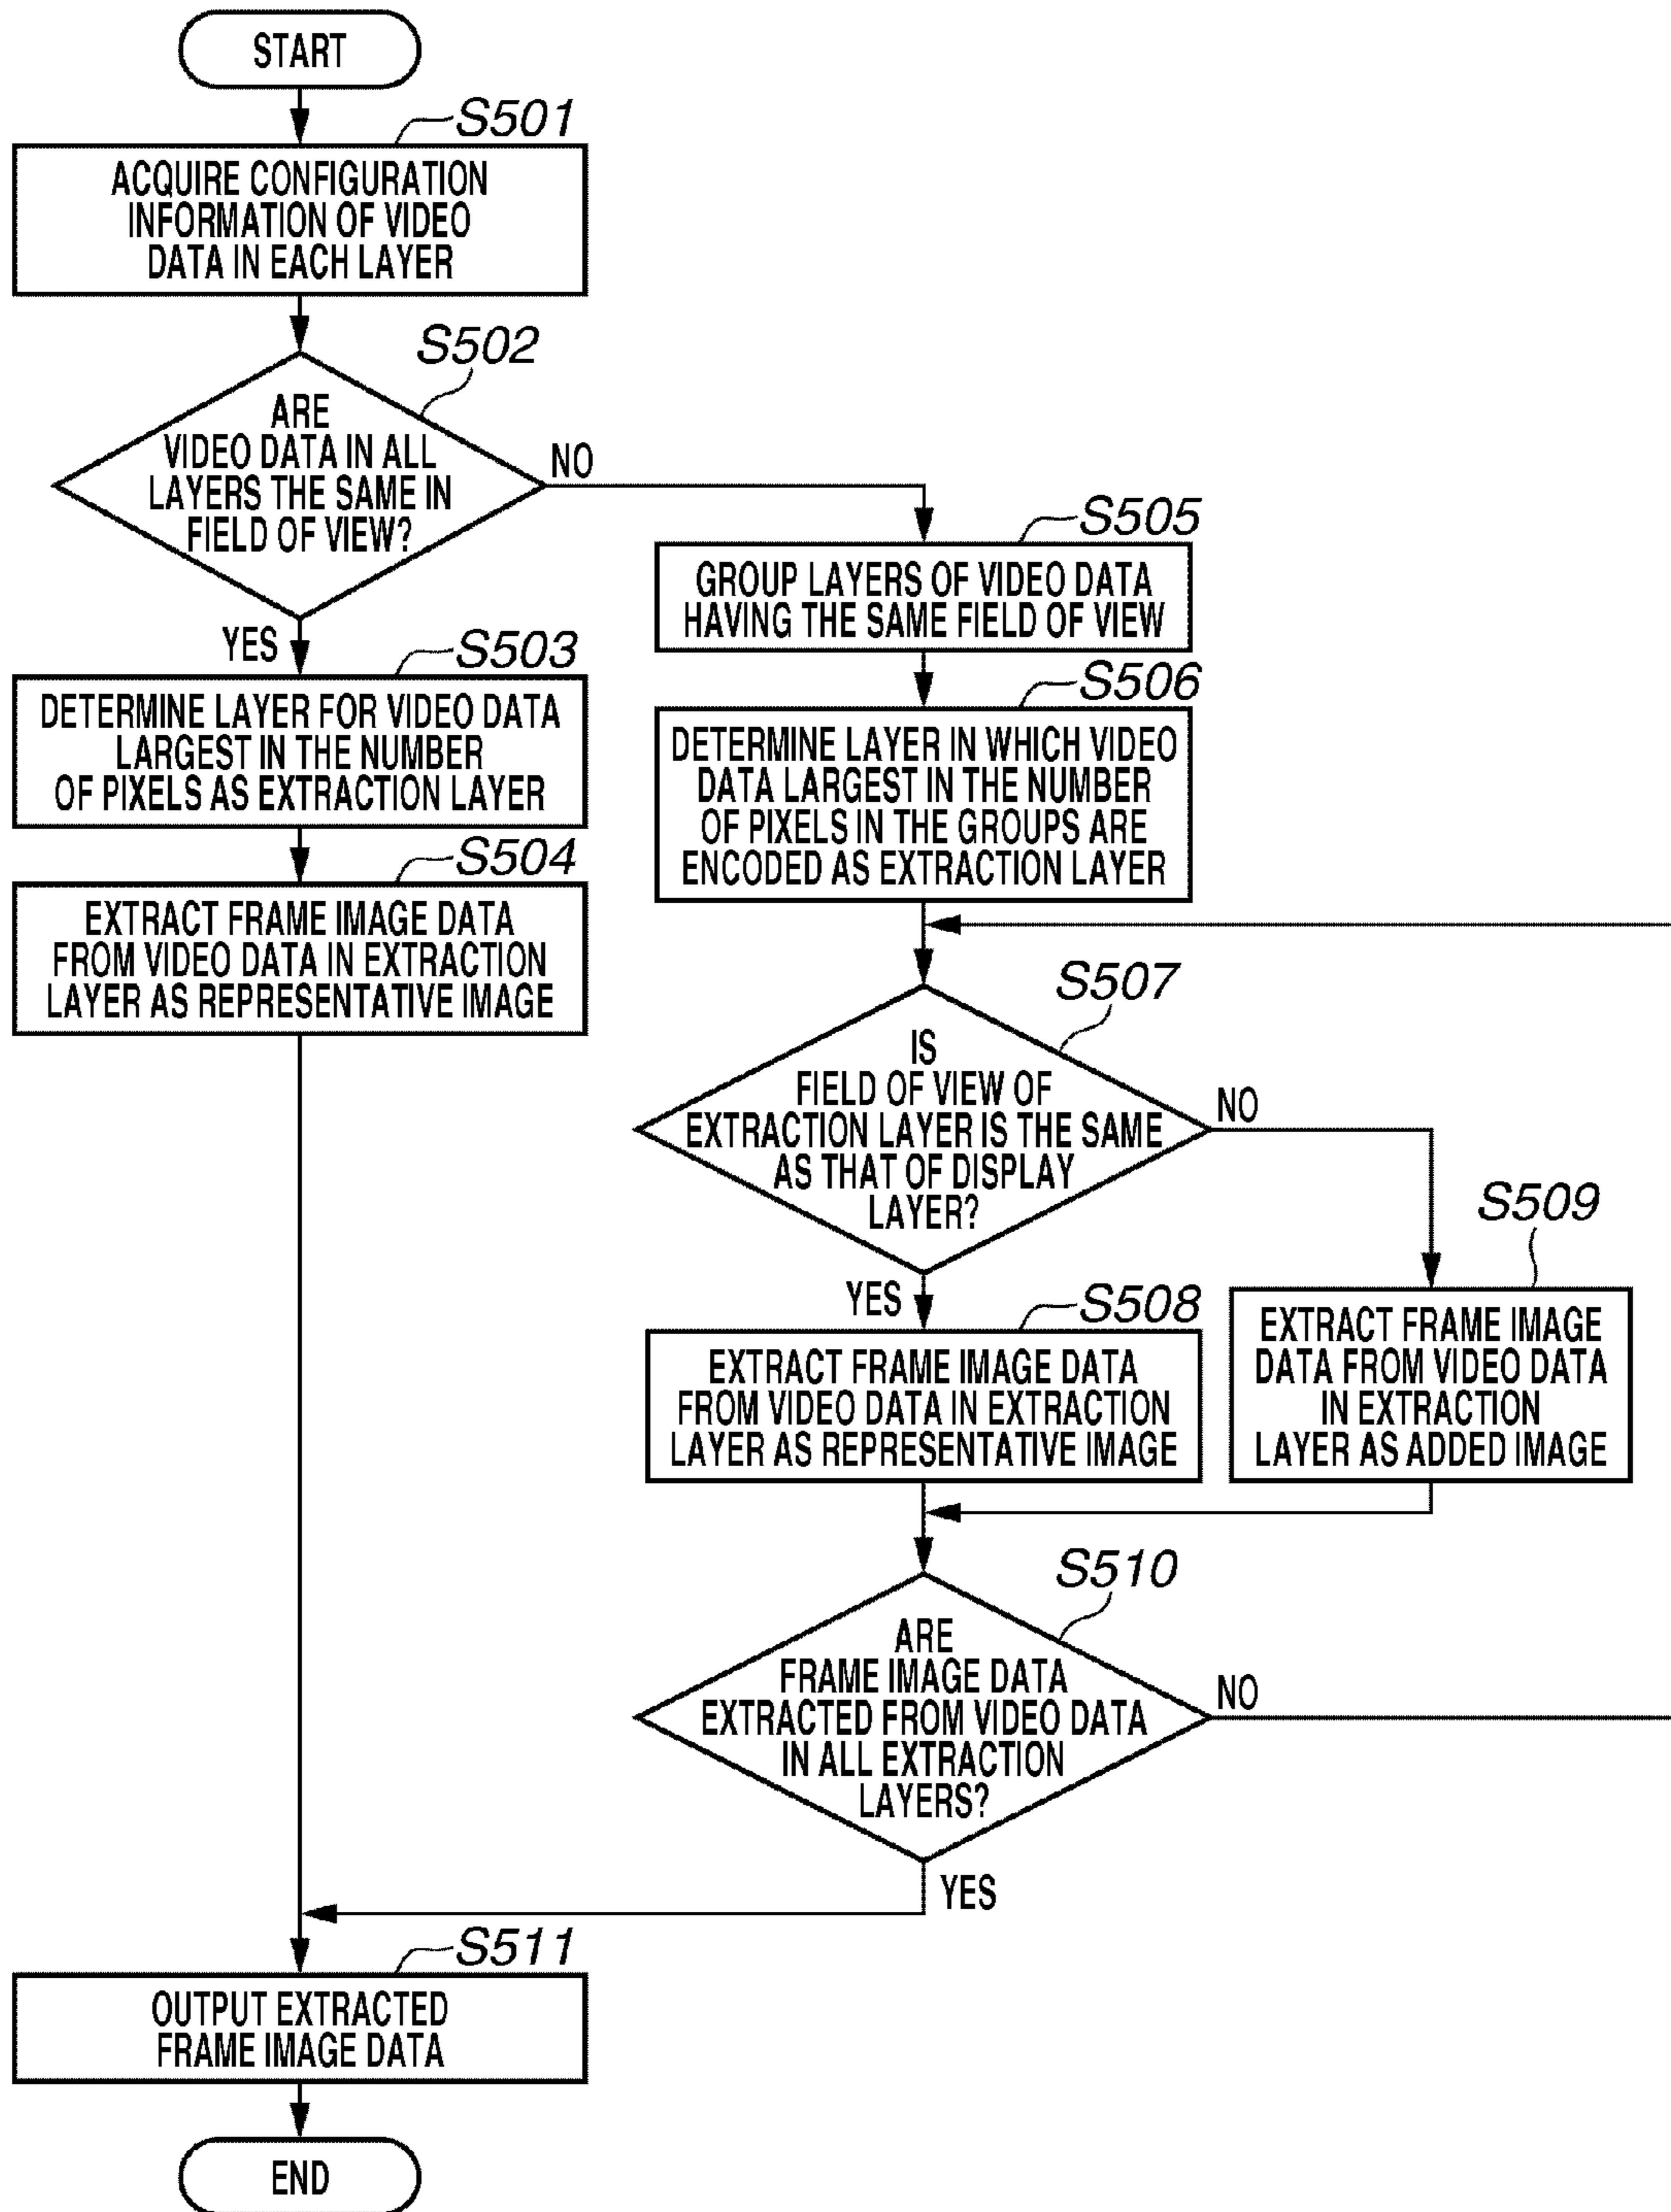 START
S501
ACQUIRE CONFIGURATION
INFORMATION OF VIDEO
DATA IN EACH LAYER
S502
ARE
VIDEO DATA IN ALL
LAYERS THE SAME IN
FIELD OF VIEW?
NO
YES
S503
DETERMINE LAYER FOR VIDEO DATA
LARGEST IN THE NUMBER
OF PIXELS AS EXTRACTION LAYER
S504
EXTRACT FRAME IMAGE DATA
FROM VIDEO DATA IN EXTRACTION
LAYER AS REPRESENTATIVE IMAGE
S505
GROUP LAYERS OF VIDEO DATA
HAVING THE SAME FIELD OF VIEW
S506
DETERMINE LAYER IN WHICH VIDEO
DATA LARGEST IN THE NUMBER
OF PIXELS IN THE GROUPS ARE
ENCODED AS EXTRACTION LAYER
S507
IS
FIELD OF VIEW OF
EXTRACTION LAYER IS THE SAME
AS THAT OF DISPLAY
LAYER?
NO
YES
S508
EXTRACT FRAME IMAGE DATA
FROM VIDEO DATA IN EXTRACTION
LAYER AS REPRESENTATIVE IMAGE
S509
EXTRACT FRAME IMAGE
DATA FROM VIDEO DATA
IN EXTRACTION
LAYER AS ADDED IMAGE
S510
ARE
FRAME IMAGE DATA
EXTRACTED FROM VIDEO DATA
IN ALL EXTRACTION
LAYERS?
NO
YES
S511
OUTPUT EXTRACTED
FRAME IMAGE DATA
END